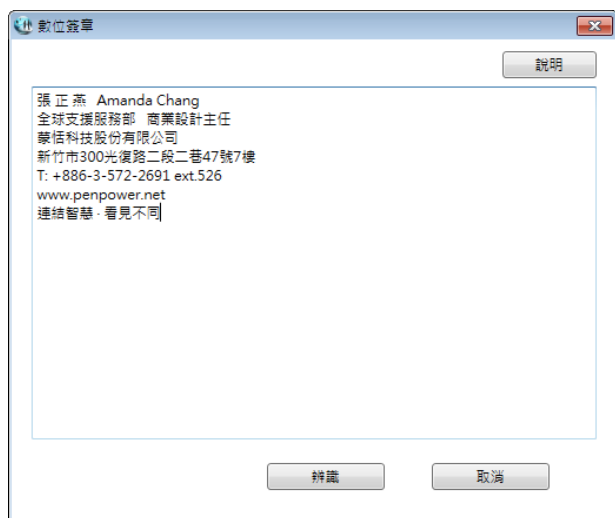 數位簽章
說明
張 正 燕 Amanda Chang
全球支援服務部 商業設計主任
蒙恬科技股份有限公司
新竹市300光復路二段二巷47號7樓
T: +886-3-572-2691 ext.526
www.penpower.net
連結智慧 · 看見不同
辨識
取消